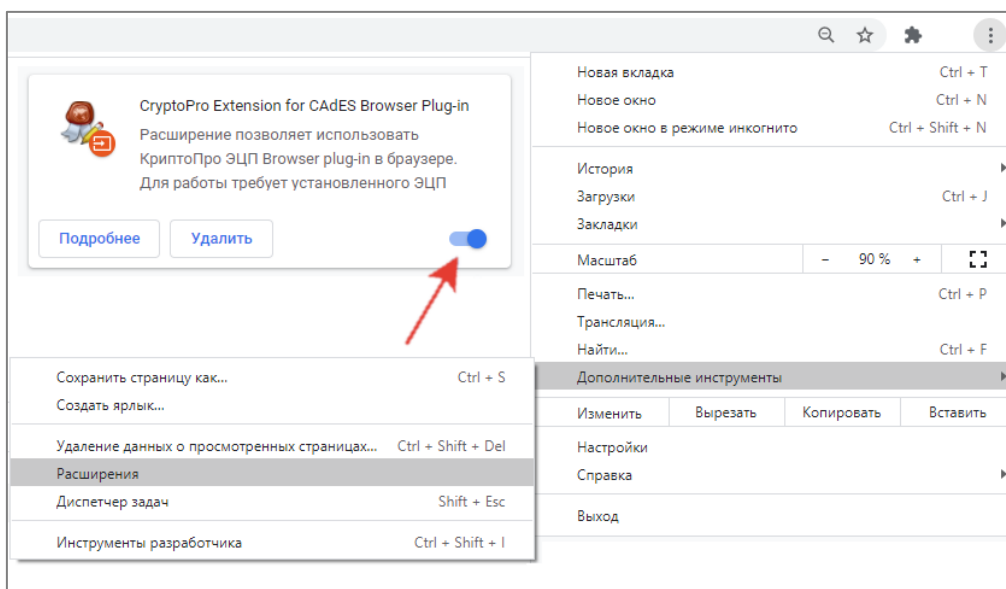 CryptoPro Extension for CAdES Browser Plug-in
Расширение позволяет использовать
КриптоПро ЭЦП Browser plug-in в браузере.
Для работы требует установленного ЭЦП
Подробнее Удалить
Новая вкладка Ctrl + T
Новое окно Ctrl + N
Новое окно в режиме инкогнито Ctrl + Shift + N
История
Загрузки Ctrl + J
Закладки
Масштаб - 90 % +
Печать... Ctrl + P
Трансляция...
Найти... Ctrl + F
Дополнительные инструменты
Изменить Вырезать Копировать Вставить
Настройки
Справка
Выход
Сохранить страницу как... Ctrl + S
Создать ярлык...
Удаление данных о просмотренных страницах... Ctrl + Shift + Del
Расширения
Диспетчер задач Shift + Esc
Инструменты разработчика Ctrl + Shift + I